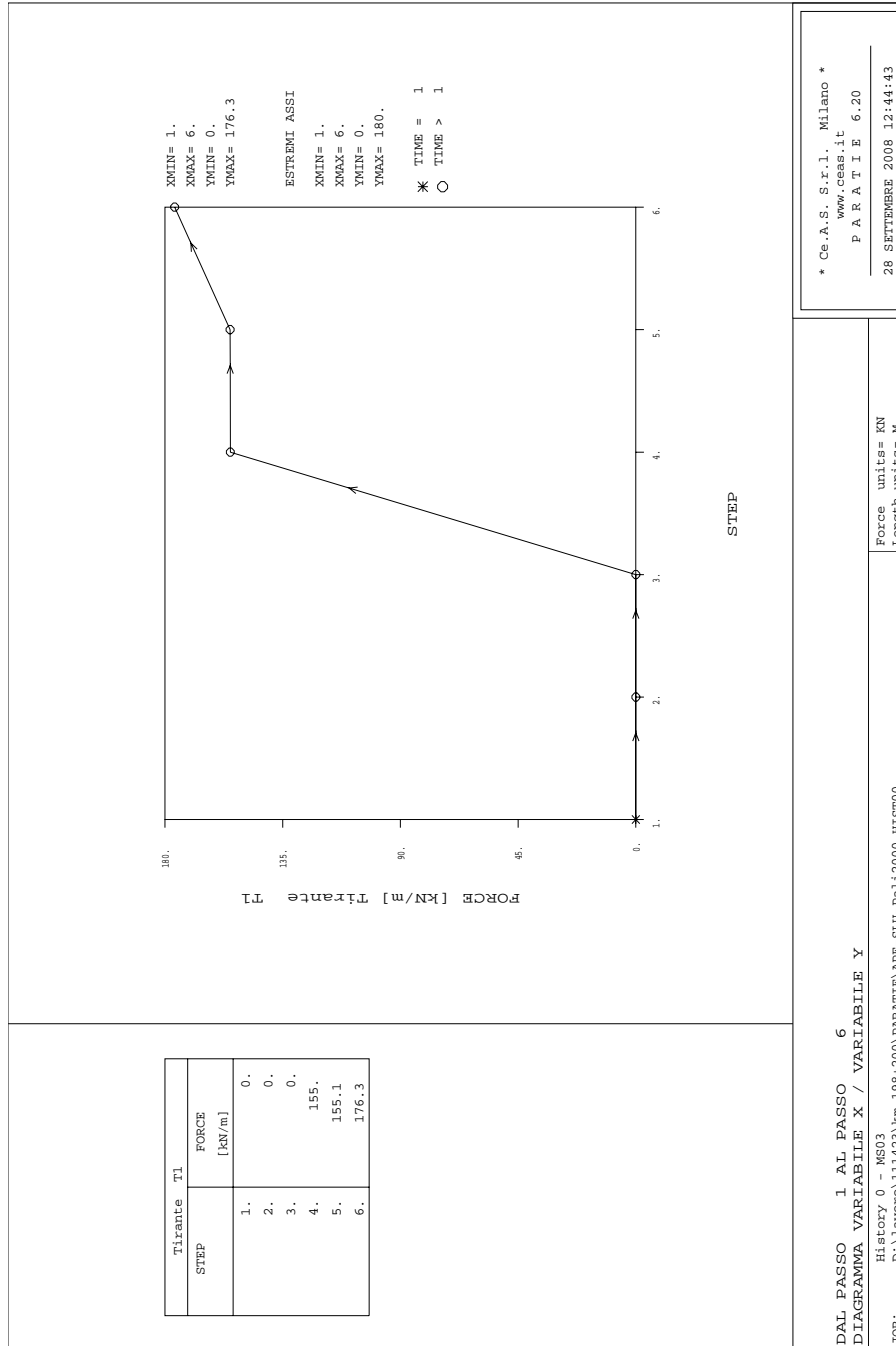 Tirante T1
STEP FORCE
[kN/m]
1. 0.
2. 0.
3. 0.
4. 155.
5. 155.1
6. 176.3
FORCE [kN/m] Tirante T1
180.
135.
90.
45.
0.
1. 2. 3. 4. 5. 6.
STEP
XMIN= 1.
XMAX= 6.
YMIN= 0.
YMAX= 176.3
ESTREMI ASSI
XMIN= 1.
XMAX= 6.
YMIN= 0.
YMAX= 180.
TIME = 1
TIME > 1
DAL PASSO 1 AL PASSO 6
DIAGRAMMA VARIABILE X / VARIABILE Y
History 0 - MS03
JOB:
Force units= KN
Length units= M
* Ce.A.S. S.r.l. Milano *
www.ceas.it
P A R A T I E 6.20
28 SETTEMBRE 2008 12:44:43